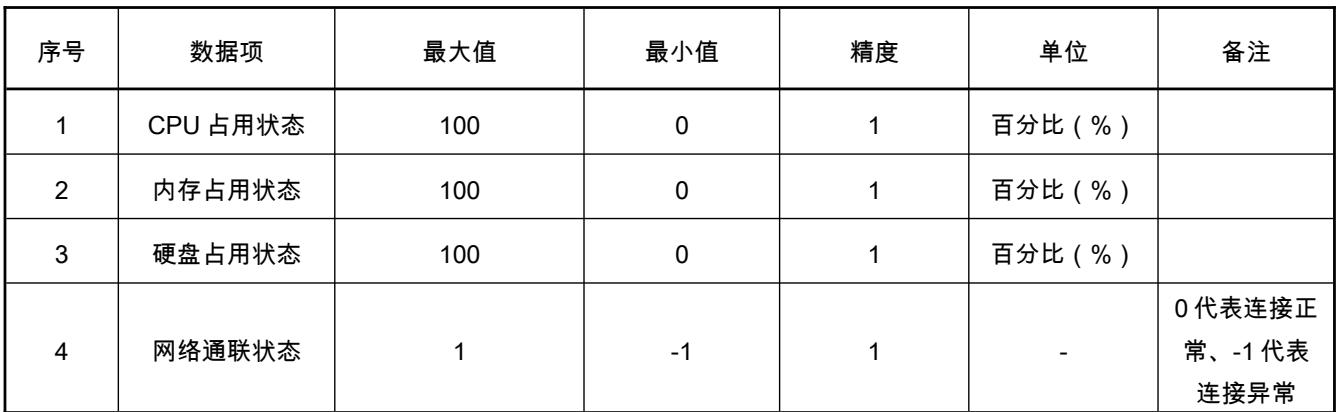 序号 数据项 最大值 最小值 精度 单位 备注
1 CPU 占用状态 100 0 1 百分比（%）
2 内存占用状态 100 0 1 百分比（%）
3 硬盘占用状态 100 0 1 百分比（%）
4 网络通联状态 1 -1 1 - 0 代表连接正
常、-1 代表
连接异常